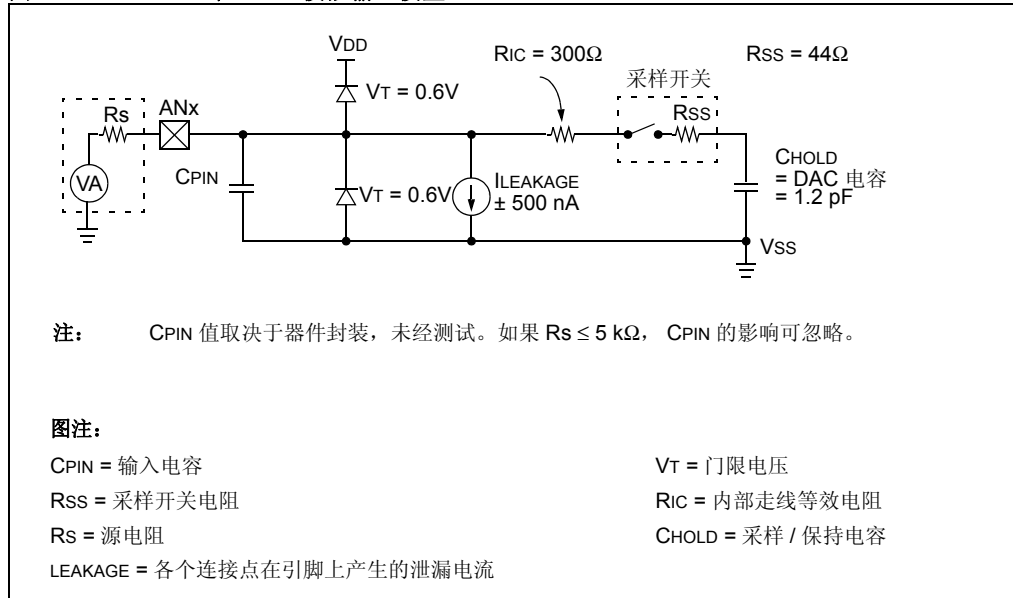 VDD
RIC = 300Ω
RSS = 44Ω
采样开关
VT = 0.6V
Rs
ANx
RSS
CPIN
VA
VT = 0.6V
ILEAKAGE
± 500 nA
CHOLD
= DAC 电容
= 1.2 pF
VSS
注: CPIN 值取决于器件封装，未经测试。如果 Rs ≤ 5 kΩ， CPIN 的影响可忽略。
图注:
CPIN = 输入电容
VT = 门限电压
RSS = 采样开关电阻
RIC = 内部走线等效电阻
RS = 源电阻
CHOLD = 采样 / 保持电容
LEAKAGE = 各个连接点在引脚上产生的泄漏电流